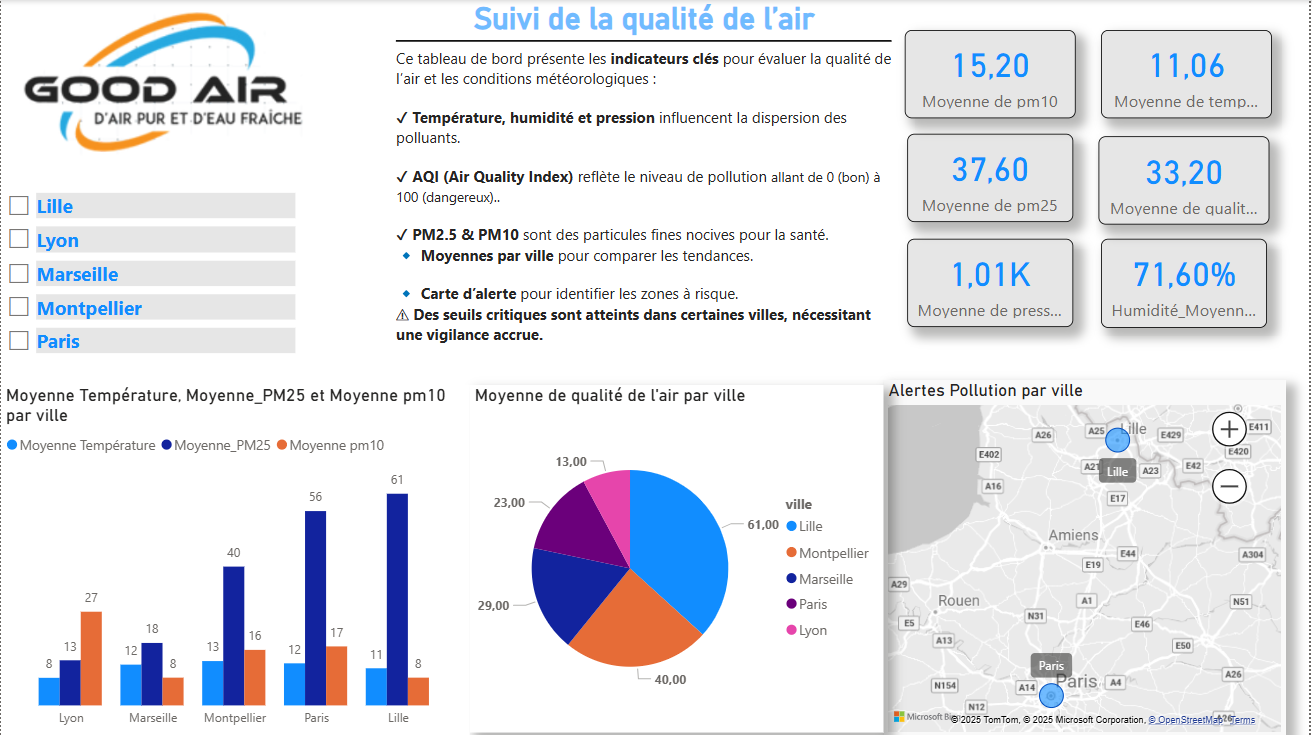 Suivi de la qualité de l’air
GOOD AIR
D'AIR PUR ET D'EAU FRAÎCHE
Lille
Lyon
Marseille
Montpellier
Paris
Ce tableau de bord présente les indicateurs clés pour évaluer la qualité de
l’air et les conditions météorologiques :
✓ Température, humidité et pression influencent la dispersion des
polluants.
✓ AQI (Air Quality Index) reflète le niveau de pollution allant de 0 (bon) à
100 (dangereux)..
✓ PM2.5 & PM10 sont des particules fines nocives pour la santé.
🔹 Moyennes par ville pour comparer les tendances.
🔹 Carte d’alerte pour identifier les zones à risque.
⚠ Des seuils critiques sont atteints dans certaines villes, nécessitant
une vigilance accrue.
15,20
Moyenne de pm10
11,06
Moyenne de temp...
37,60
Moyenne de pm25
33,20
Moyenne de qualit...
1,01K
Moyenne de press...
71,60%
Humidité_Moyenn...
Moyenne Température, Moyenne_PM25 et Moyenne pm10
par ville
Moyenne Température Moyenne_PM25 Moyenne pm10
8 13 27
12 18 8
13 40 16
12 56 17
11 61 8
Lyon Marseille Montpellier Paris Lille
Moyenne de qualité de l'air par ville
13,00
23,00
61,00
29,00
40,00
ville
Lille
Montpellier
Marseille
Paris
Lyon
Alertes Pollution par ville
Lille
A25
A26
E429
E411
E402
E420
Lille
A21
A23
E42
A16
E17
Amiens
E44
A304
E19
A29
Rouen
A1
N51
N31
E5
E46
A13
E50
Paris
Paris
A26
N154
A14
A4
N12
Microsoft Bi
© 2025 TomTom, © 2025 Microsoft Corporation, © OpenStreetMap Terms